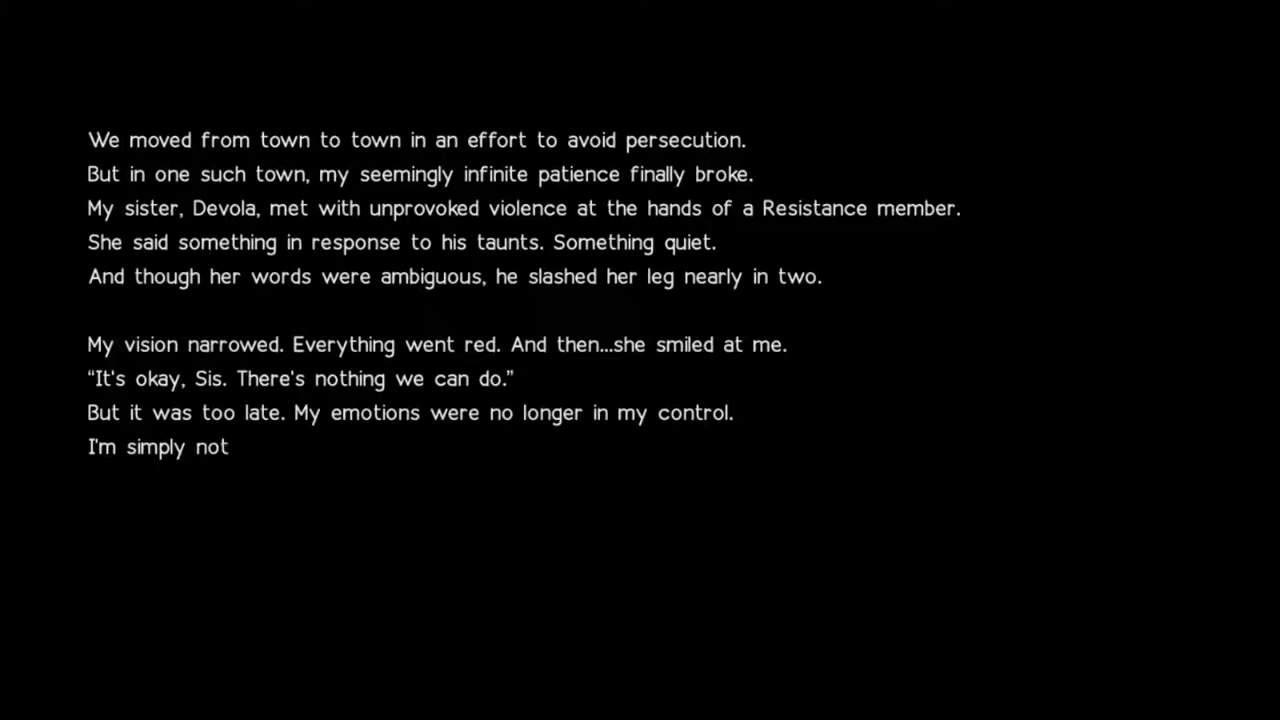 We moved from town to town in an effort to avoid persecution.
But in one such town, my seemingly infinite patience finally broke.
My sister, Devola, met with unprovoked violence at the hands of a Resistance member.
She said something in response to his taunts. Something quiet.
And though her words were ambiguous, he slashed her leg nearly in two.
My vision narrowed. Everything went red. And then...she smiled at me.
“It's okay, Sis. There's nothing we can do.”
But it was too late. My emotions were no longer in my control.
I'm simply not